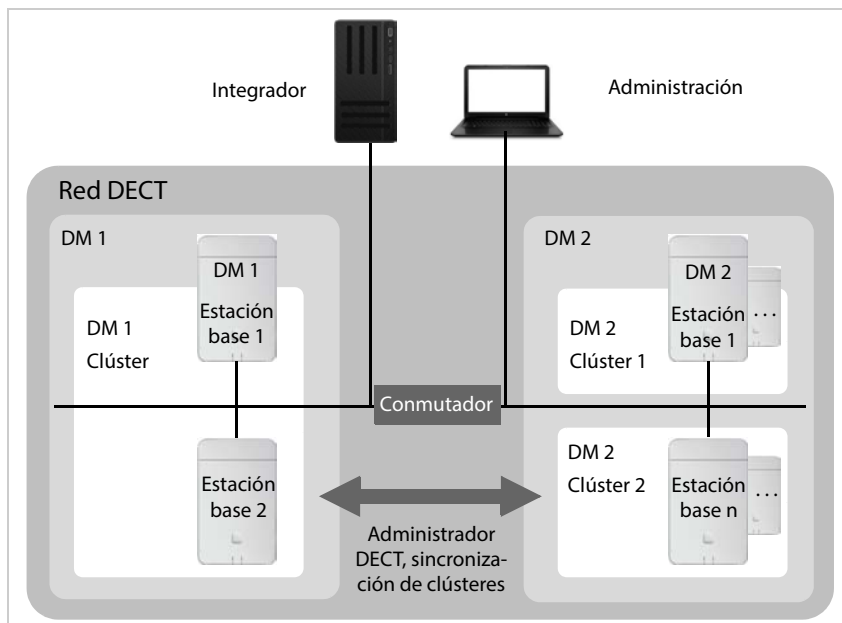 Integrador
Administración
Red DECT
DM 1
DM 1
Estación
base 1
DM 1
Clúster
Estación
base 2
Conmutador
Administrador
DECT, sincroniza-
ción de clústeres
DM 2
DM 2
Estación
base 1
...
DM 2
Clúster 1
DM 2
Clúster 2
Estación
base n
...